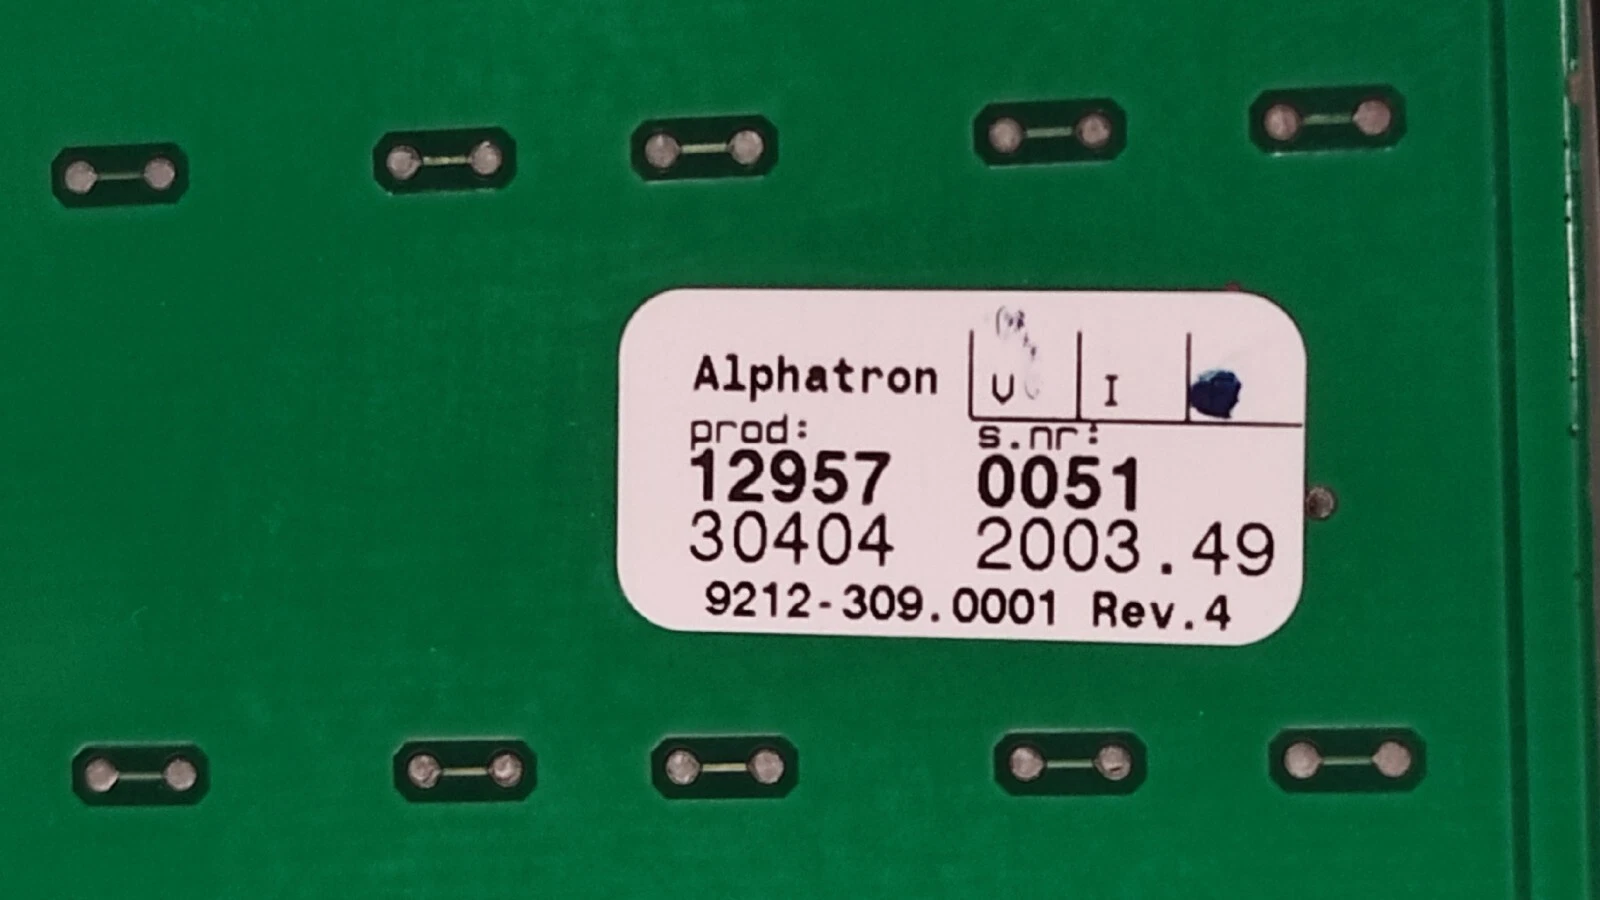 Alphatron V I
prod: s.nr:
12957 0051
30404 2003.49
9212-309.0001 Rev.4